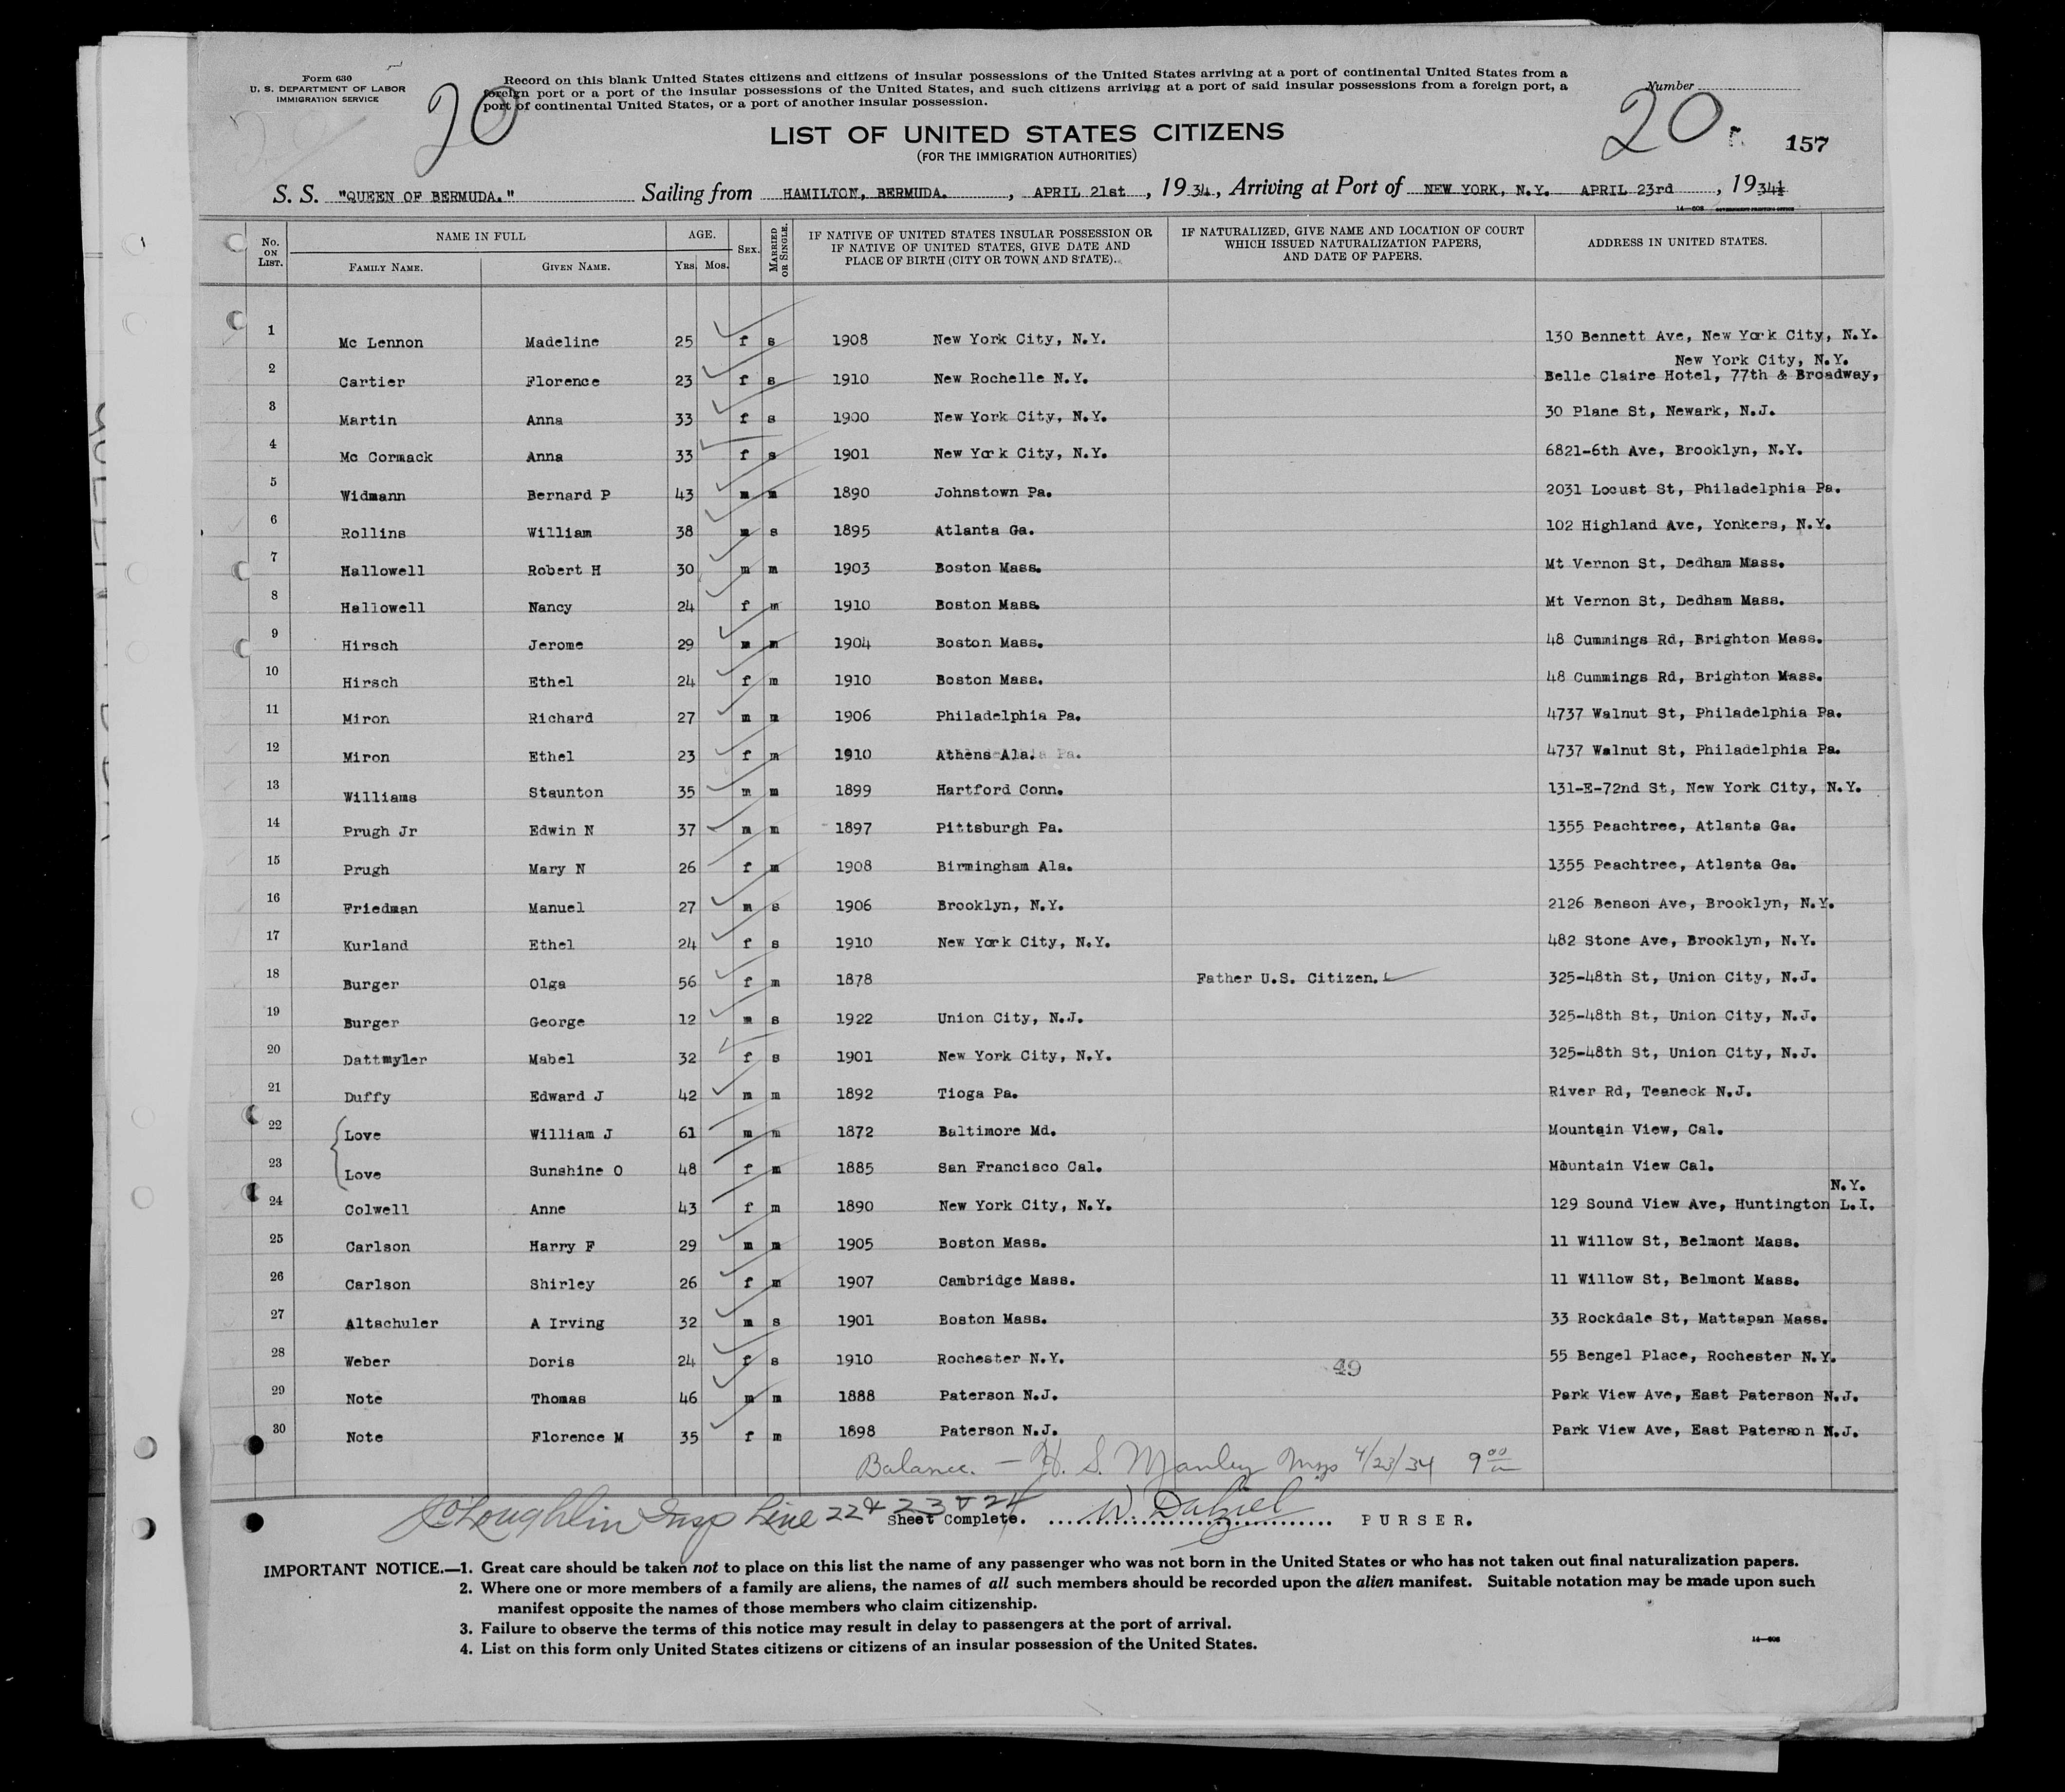 Form 630
U. S. DEPARTMENT OF LABOR
IMMIGRATION SERVICE
20
Record on this blank United States citizens and citizens of insular possessions of the United States arriving at a port of continental United States from a
foreign port or a port of the insular possessions of the United States, and such citizens arriving at a port of said insular possessions from a foreign port, a
port of continental United States, or a port of another insular possession.
Number
20
157
LIST OF UNITED STATES CITIZENS
(FOR THE IMMIGRATION AUTHORITIES)
S. S. "QUEEN OF BERMUDA." Sailing from HAMILTON, BERMUDA. , APRIL 21st , 19 34 , Arriving at Port of NEW YORK, N.Y. APRIL 23rd , 19 34
14—608 GOVERNMENT PRINTING OFFICE
No. ON LIST. NAME IN FULL AGE. SEX. MARRIED OR SINGLE. IF NATIVE OF UNITED STATES INSULAR POSSESSION OR IF NATIVE OF UNITED STATES, GIVE DATE AND PLACE OF BIRTH (CITY OR TOWN AND STATE). IF NATURALIZED, GIVE NAME AND LOCATION OF COURT WHICH ISSUED NATURALIZATION PAPERS, AND DATE OF PAPERS. ADDRESS IN UNITED STATES.
FAMILY NAME. GIVEN NAME. YRS. MOS.
1 Mc Lennon Madeline 25 f s 1908 New York City, N.Y. 130 Bennett Ave, New York City, N.Y.
New York City, N.Y.
2 Cartier Florence 23 f s 1910 New Rochelle N.Y. Belle Claire Hotel, 77th & Broadway,
3 Martin Anna 33 f s 1900 New York City, N.Y. 30 Plane St, Newark, N.J.
4 Mc Cormack Anna 33 f s 1901 New York City, N.Y. 6821-6th Ave, Brooklyn, N.Y.
5 Widmann Bernard P 43 m m 1890 Johnstown Pa. 2031 Locust St, Philadelphia Pa.
6 Rollins William 38 m s 1895 Atlanta Ga. 102 Highland Ave, Yonkers, N.Y.
7 Hallowell Robert H 30 m m 1903 Boston Mass. Mt Vernon St, Dedham Mass.
8 Hallowell Nancy 24 f m 1910 Boston Mass. Mt Vernon St, Dedham Mass.
9 Hirsch Jerome 29 m m 1904 Boston Mass. 48 Cummings Rd, Brighton Mass.
10 Hirsch Ethel 24 f m 1910 Boston Mass. 48 Cummings Rd, Brighton Mass.
11 Miron Richard 27 m m 1906 Philadelphia Pa. 4737 Walnut St, Philadelphia Pa.
12 Miron Ethel 23 f m 1910 Athens Ala. 4737 Walnut St, Philadelphia Pa.
13 Williams Staunton 35 m m 1899 Hartford Conn. 131-E-72nd St, New York City, N.Y.
14 Prugh Jr Edwin N 37 m m 1897 Pittsburgh Pa. 1355 Peachtree, Atlanta Ga.
15 Prugh Mary N 26 f m 1908 Birmingham Ala. 1355 Peachtree, Atlanta Ga.
16 Friedman Manuel 27 m s 1906 Brooklyn, N.Y. 2126 Benson Ave, Brooklyn, N.Y.
17 Kurland Ethel 24 f s 1910 New York City, N.Y. 482 Stone Ave, Brooklyn, N.Y.
18 Burger Olga 56 f m 1878 Father U.S. Citizen. 325-48th St, Union City, N.J.
19 Burger George 12 m s 1922 Union City, N.J. 325-48th St, Union City, N.J.
20 Dattmyler Mabel 32 f s 1901 New York City, N.Y. 325-48th St, Union City, N.J.
21 Duffy Edward J 42 m m 1892 Tioga Pa. River Rd, Teaneck N.J.
22 Love William J 61 m m 1872 Baltimore Md. Mountain View, Cal.
23 Love Sunshine O 48 f m 1885 San Francisco Cal. Mountain View Cal.
N.Y.
24 Colwell Anne 43 f m 1890 New York City, N.Y. 129 Sound View Ave, Huntington L.I.
25 Carlson Harry F 29 m m 1905 Boston Mass. 11 Willow St, Belmont Mass.
26 Carlson Shirley 26 f m 1907 Cambridge Mass. 11 Willow St, Belmont Mass.
27 Altschuler A Irving 32 m s 1901 Boston Mass. 33 Rockdale St, Mattapan Mass.
28 Weber Doris 24 f s 1910 Rochester N.Y. 55 Bengel Place, Rochester N.Y.
49
29 Note Thomas 46 m m 1888 Paterson N.J. Park View Ave, East Paterson N.J.
30 Note Florence M 35 f m 1898 Paterson N.J. Park View Ave, East Paterson N.J.
Balance. — H. S. Manley Insp 4/23/34 9 00
McLoughlin Insp Line 22 & 23 & 24
Sheet Complete. W. Dalziel PURSER.
IMPORTANT NOTICE.—1. Great care should be taken not to place on this list the name of any passenger who was not born in the United States or who has not taken out final naturalization papers.
2. Where one or more members of a family are aliens, the names of all such members should be recorded upon the alien manifest. Suitable notation may be made upon such
manifest opposite the names of those members who claim citizenship.
3. Failure to observe the terms of this notice may result in delay to passengers at the port of arrival.
4. List on this form only United States citizens or citizens of an insular possession of the United States.
14—608